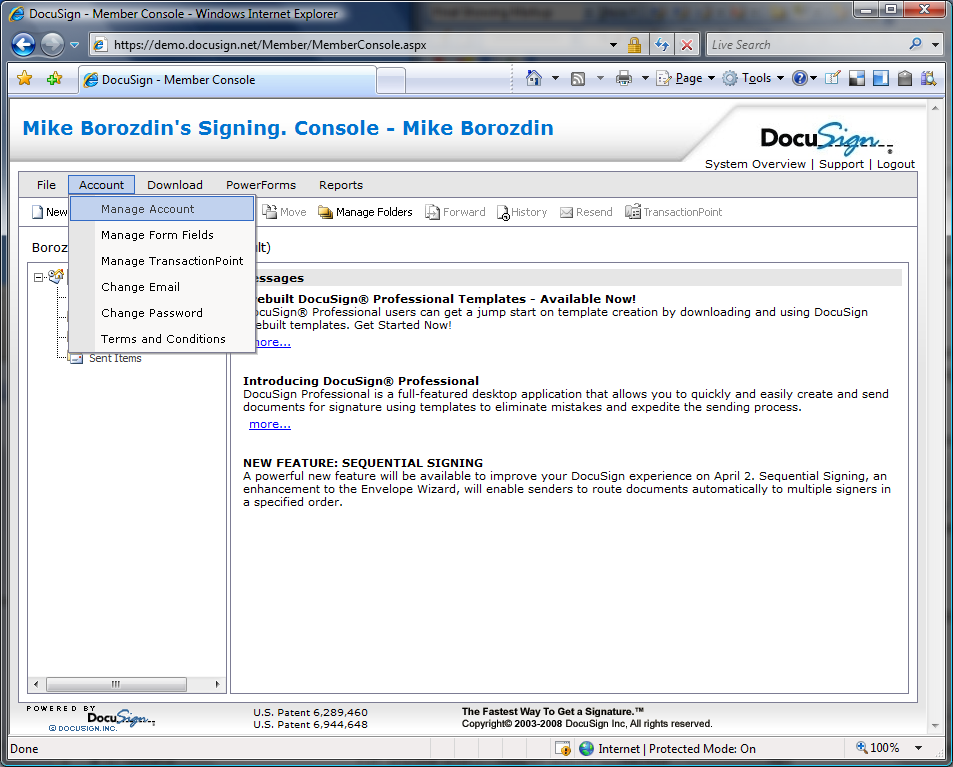 DocuSign - Member Console - Windows Internet Explorer
https://demo.docusign.net/Member/MemberConsole.aspx
Live Search
DocuSign - Member Console
Page
Tools
Mike Borozdin's Signing. Console - Mike Borozdin
DocuSign
System Overview | Support | Logout
File Account Download PowerForms Reports
New Move Manage Folders Forward History Resend TransactionPoint
Manage Account
Manage Form Fields
Manage TransactionPoint
Change Email
Change Password
Terms and Conditions
Boroz
lt)
Sent Items
essages
rebuilt DocuSign® Professional Templates - Available Now!
ocuSign® Professional users can get a jump start on template creation by downloading and using DocuSign
ebuilt templates. Get Started Now!
more...
Introducing DocuSign® Professional
DocuSign Professional is a full-featured desktop application that allows you to quickly and easily create and send
documents for signature using templates to eliminate mistakes and expedite the sending process.
more...
NEW FEATURE: SEQUENTIAL SIGNING
A powerful new feature will be available to improve your DocuSign experience on April 2. Sequential Signing, an
enhancement to the Envelope Wizard, will enable senders to route documents automatically to multiple signers in
a specified order.
POWERED BY
DocuSign
© DOCUSIGN, INC.
U.S. Patent 6,289,460
U.S. Patent 6,944,648
The Fastest Way To Get a Signature.™
Copyright© 2003-2008 DocuSign Inc, All rights reserved.
Done
Internet | Protected Mode: On
100%